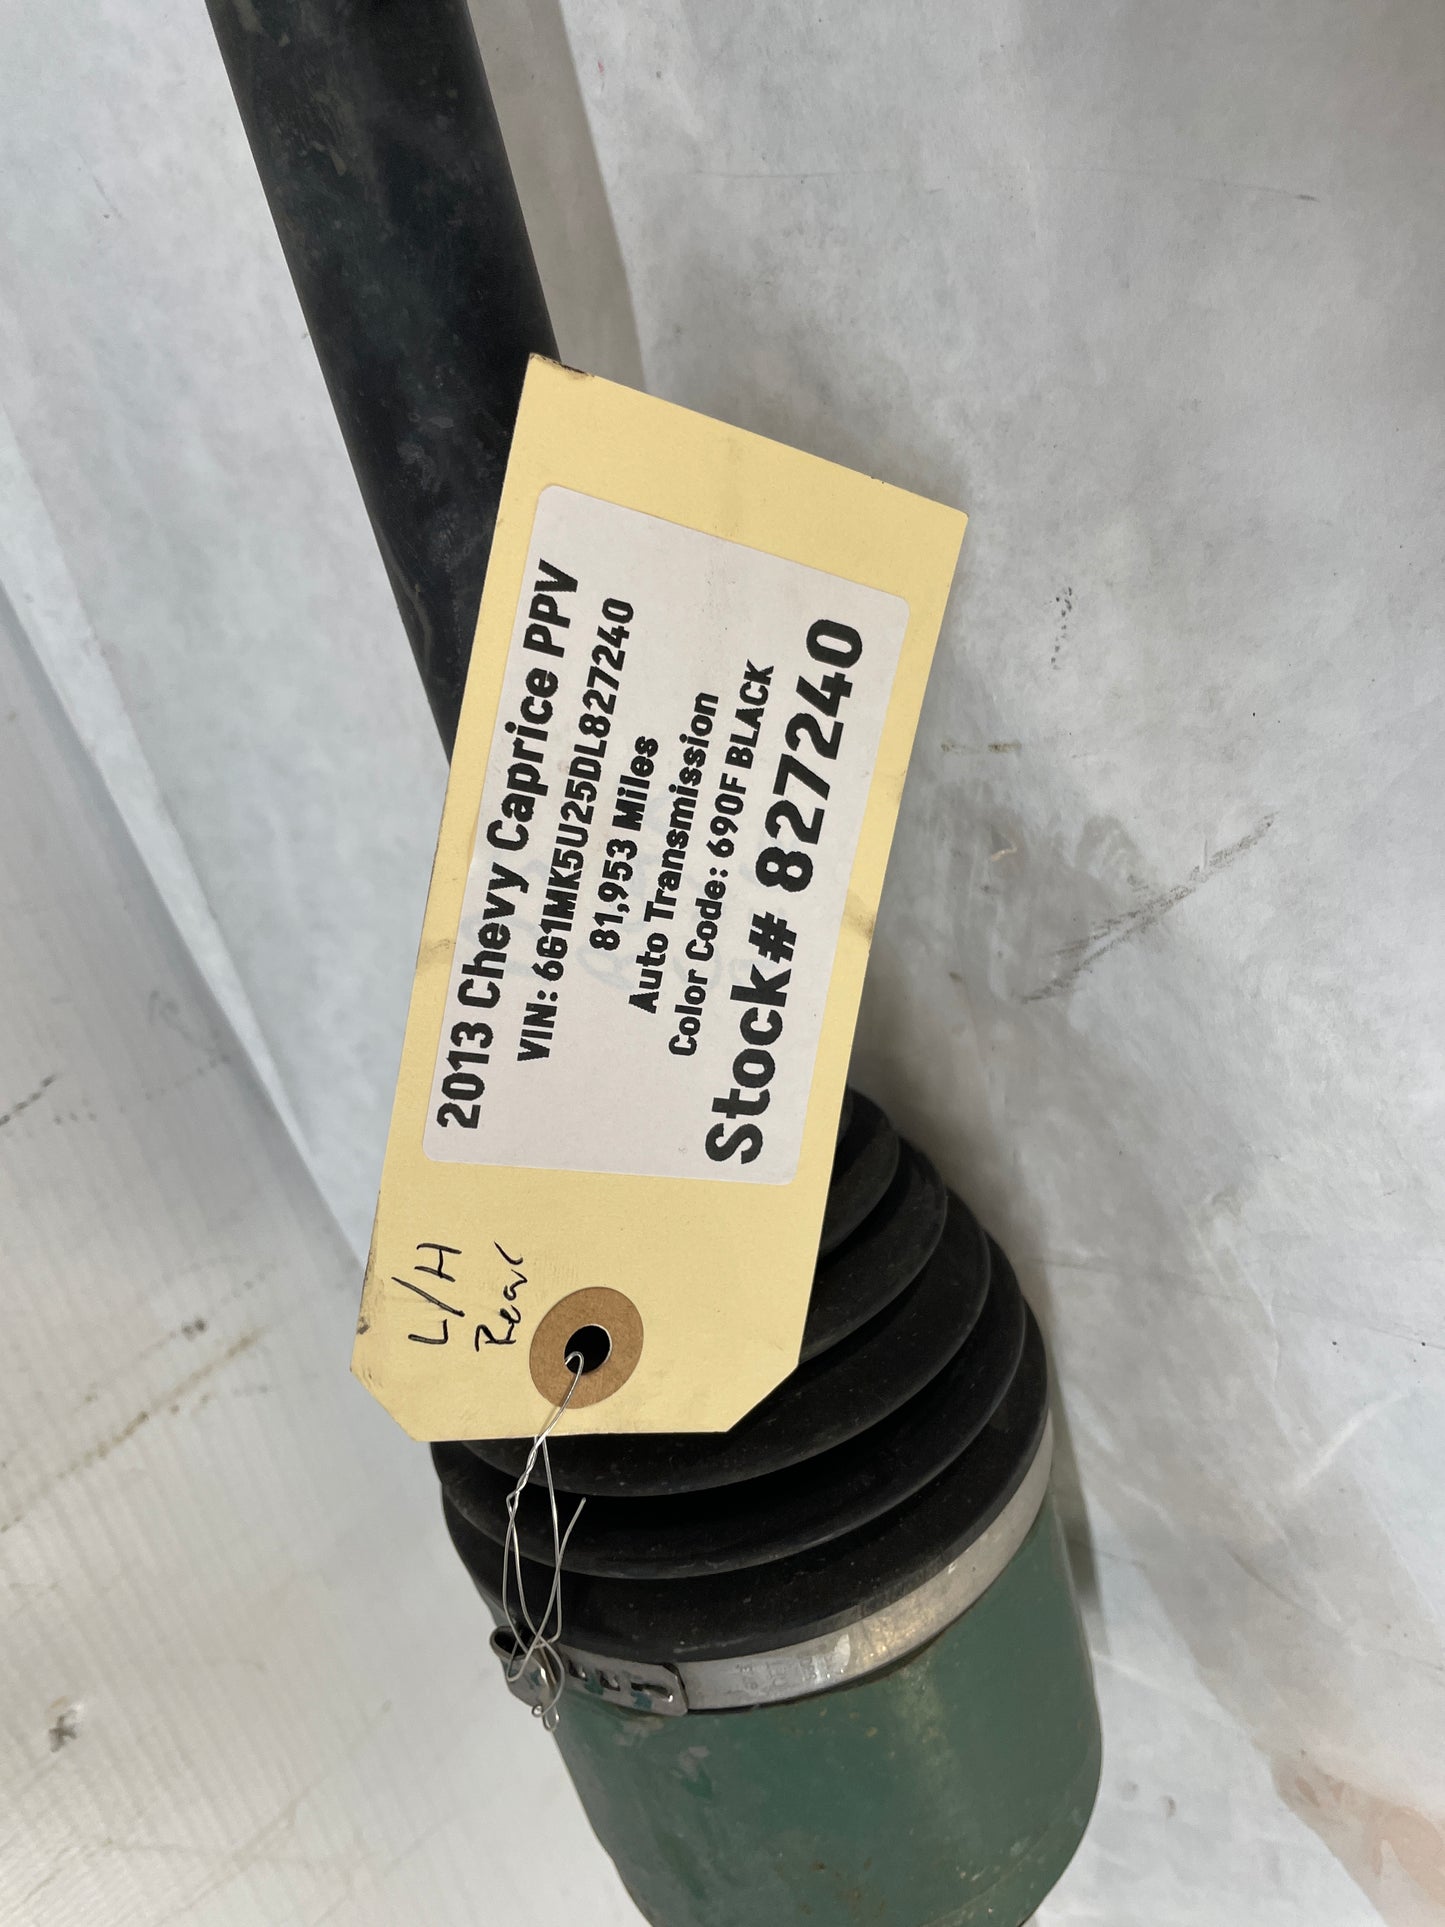 2013 Chevy Caprice PPV
VIN: 6G1MK5U25DL827240
81,953 Miles
Auto Transmission
Color Code: 690F BLACK
Stock# 827240
L/H
Rear